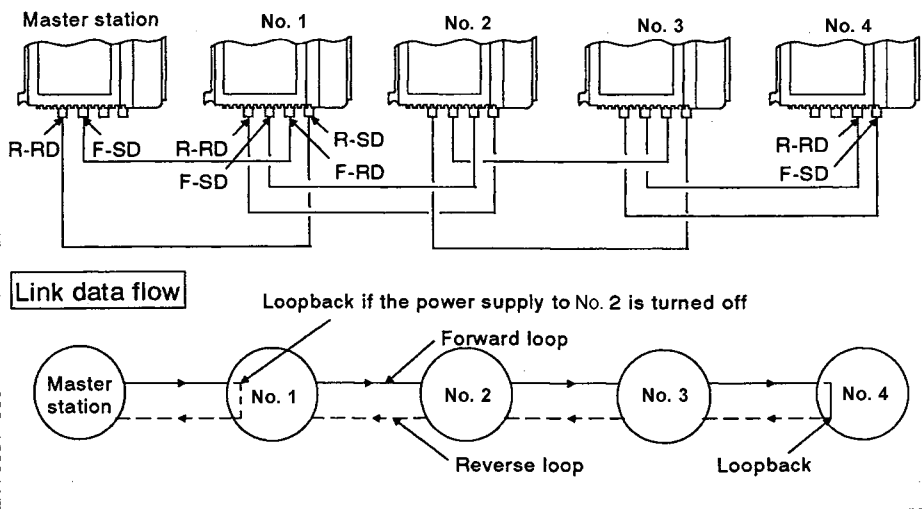 Master station
No. 1
No. 2
No. 3
No. 4
R-RD
F-SD
R-RD
F-SD
R-SD
F-RD
R-RD
F-SD
Link data flow
Loopback if the power supply to No. 2 is turned off
Forward loop
Master
station
No. 1
No. 2
No. 3
No. 4
Reverse loop
Loopback